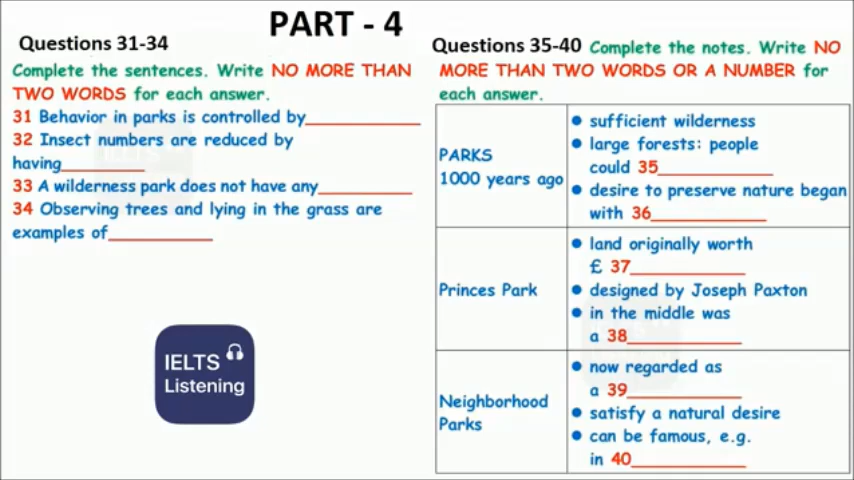 PART - 4
Questions 31-34
Complete the sentences. Write NO MORE THAN
TWO WORDS for each answer.
31 Behavior in parks is controlled by____________
32 Insect numbers are reduced by
having_________
33 A wilderness park does not have any__________
34 Observing trees and lying in the grass are
examples of___________
IELTS
Listening
Questions 35-40 Complete the notes. Write NO
MORE THAN TWO WORDS OR A NUMBER for
each answer.
PARKS
1000 years ago
• sufficient wilderness
• large forests: people
could 35____________
• desire to preserve nature began
with 36____________
Princes Park
• land originally worth
£ 37____________
• designed by Joseph Paxton
• in the middle was
a 38____________
Neighborhood
Parks
• now regarded as
a 39____________
• satisfy a natural desire
• can be famous, e.g.
in 40____________